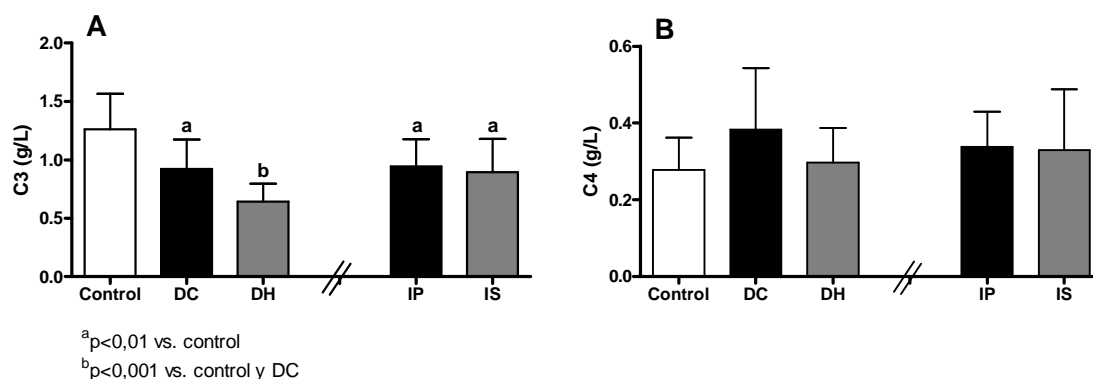 A
2.0
1.5
1.0
0.5
0.0
C3 (g/L)
a
b
a
a
Control DC DH IP IS
B
0.6
0.4
0.2
0.0
C4 (g/L)
Control DC DH IP IS
ap<0,01 vs. control
bp<0,001 vs. control y DC